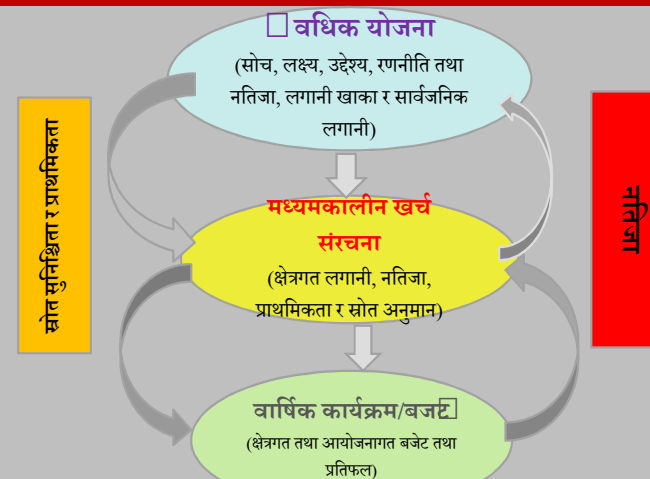 वधिक योजना
(सोच, लक्ष्य, उद्देश्य, रणनीति तथा
नतिजा, लगानी खाका र सार्वजनिक
लगानी)
स्रोत सुनिश्चिता र प्राथमिकता
मध्यमकालीन खर्च
संरचना
(क्षेत्रगत लगानी, नतिजा,
प्राथमिकता र स्रोत अनुमान)
नतिजा
वार्षिक कार्यक्रम/बजट
(क्षेत्रगत तथा आयोजनागत बजेट तथा
प्रतिफल)